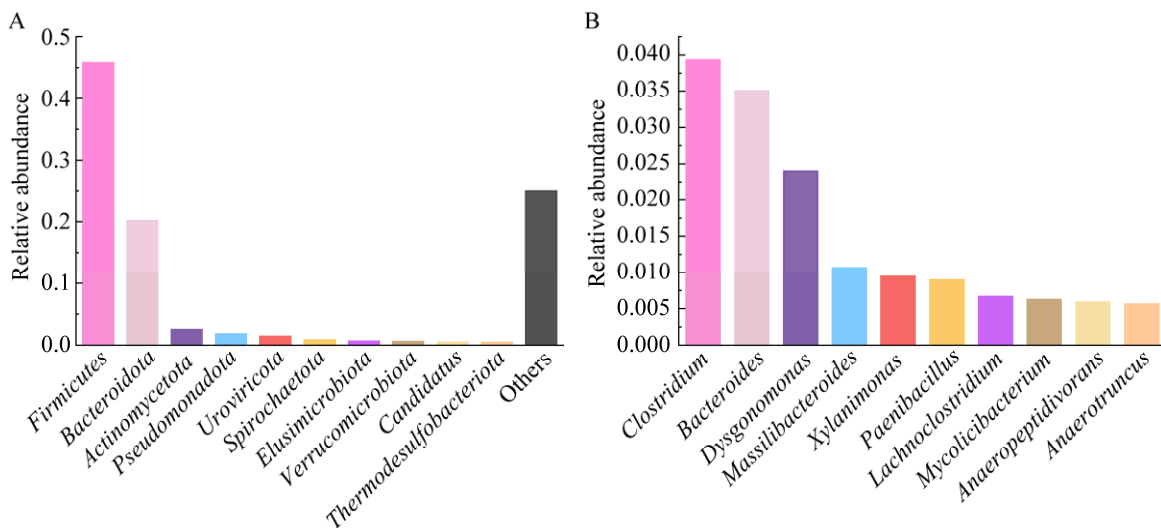 A
Relative abundance
0.5
0.4
0.3
0.2
0.1
0.0
Firmicutes
Bacteroidota
Actinomycetota
Pseudomonadota
Uroviricota
Spirochaetota
Elusimicrobiota
Verrucomicrobiota
Candidatus
Thermodesulfobacteriota
Others
B
Relative abundance
0.040
0.035
0.030
0.025
0.020
0.015
0.010
0.005
0.000
Clostridium
Bacteroides
Dysgonomonas
Massilibacteroides
Xylanimonas
Paenibacillus
Lachnoclostridium
Mycolicibacterium
Anaeropeptidivorans
Anaerotruncus